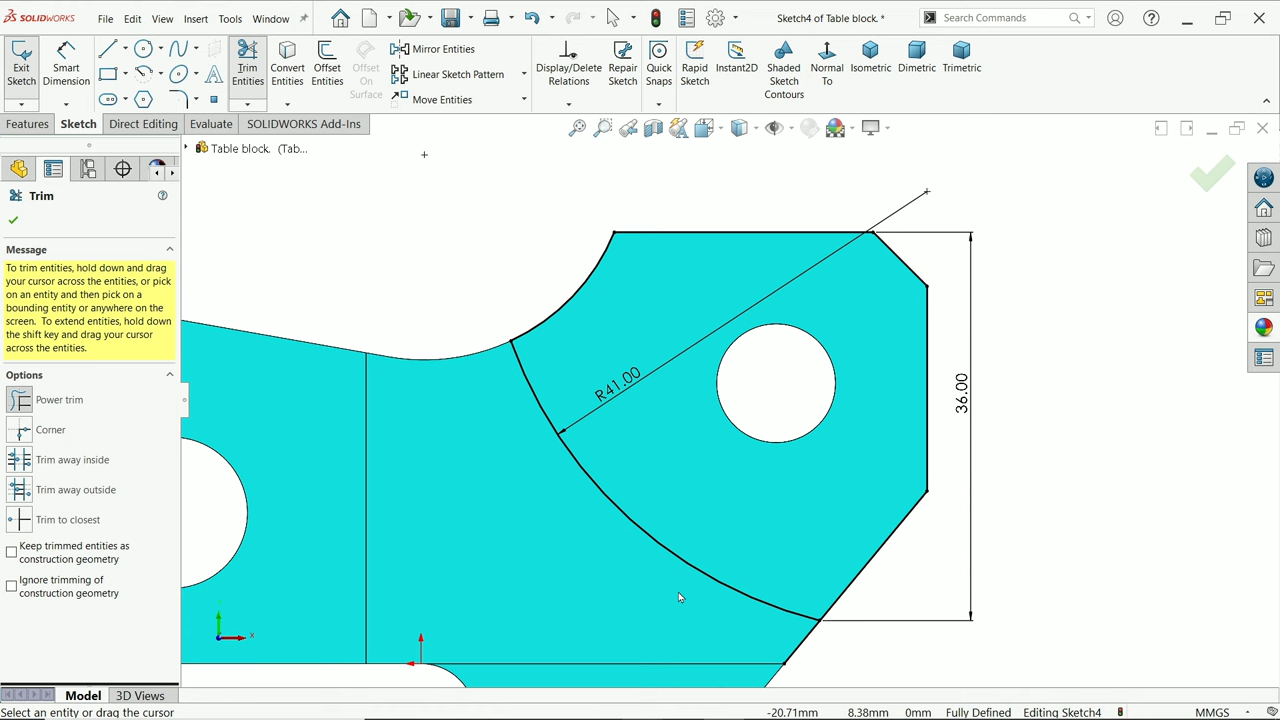 SOLIDWORKS
File
Edit
View
Insert
Tools
Window
Sketch4 of Table block. *
Search Commands
Exit
Sketch
Smart
Dimension
Trim
Entities
Convert
Entities
Offset
Entities
Offset
On
Surface
Mirror Entities
Linear Sketch Pattern
Move Entities
Display/Delete
Relations
Repair
Sketch
Quick
Snaps
Rapid
Sketch
Instant2D
Shaded
Sketch
Contours
Normal
To
Isometric
Dimetric
Trimetric
Features
Sketch
Direct Editing
Evaluate
SOLIDWORKS Add-Ins
Table block. (Tab...
Trim
Message
To trim entities, hold down and drag
your cursor across the entities, or pick
on an entity and then pick on a
bounding entity or anywhere on the
screen. To extend entities, hold down
the shift key and drag your cursor
across the entities.
Options
Power trim
Corner
Trim away inside
Trim away outside
Trim to closest
Keep trimmed entities as
construction geometry
Ignore trimming of
construction geometry
R41.00
36.00
x
Model
3D Views
Select an entity or drag the cursor
-20.71mm
8.38mm
0mm
Fully Defined
Editing Sketch4
MMGS